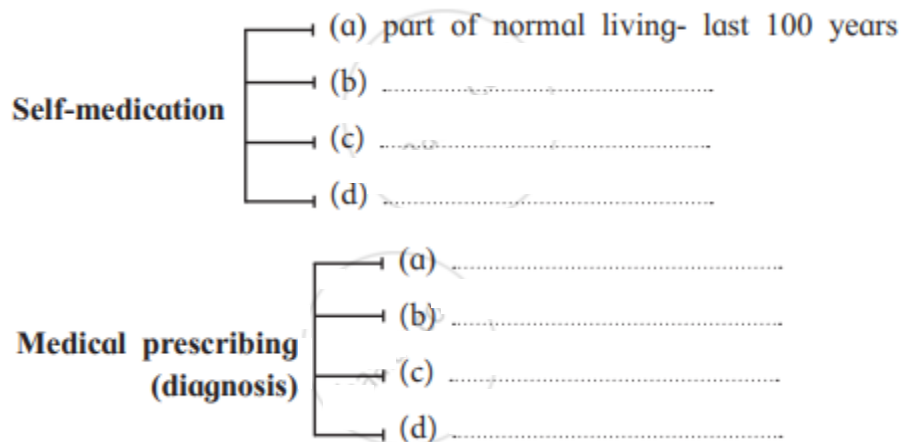 (a) part of normal living- last 100 years
(b) ........................................
Self-medication
(c) ........................................
(d) ........................................
(a) ........................................
(b) ........................................
Medical prescribing
(diagnosis)
(c) ........................................
(d) ........................................